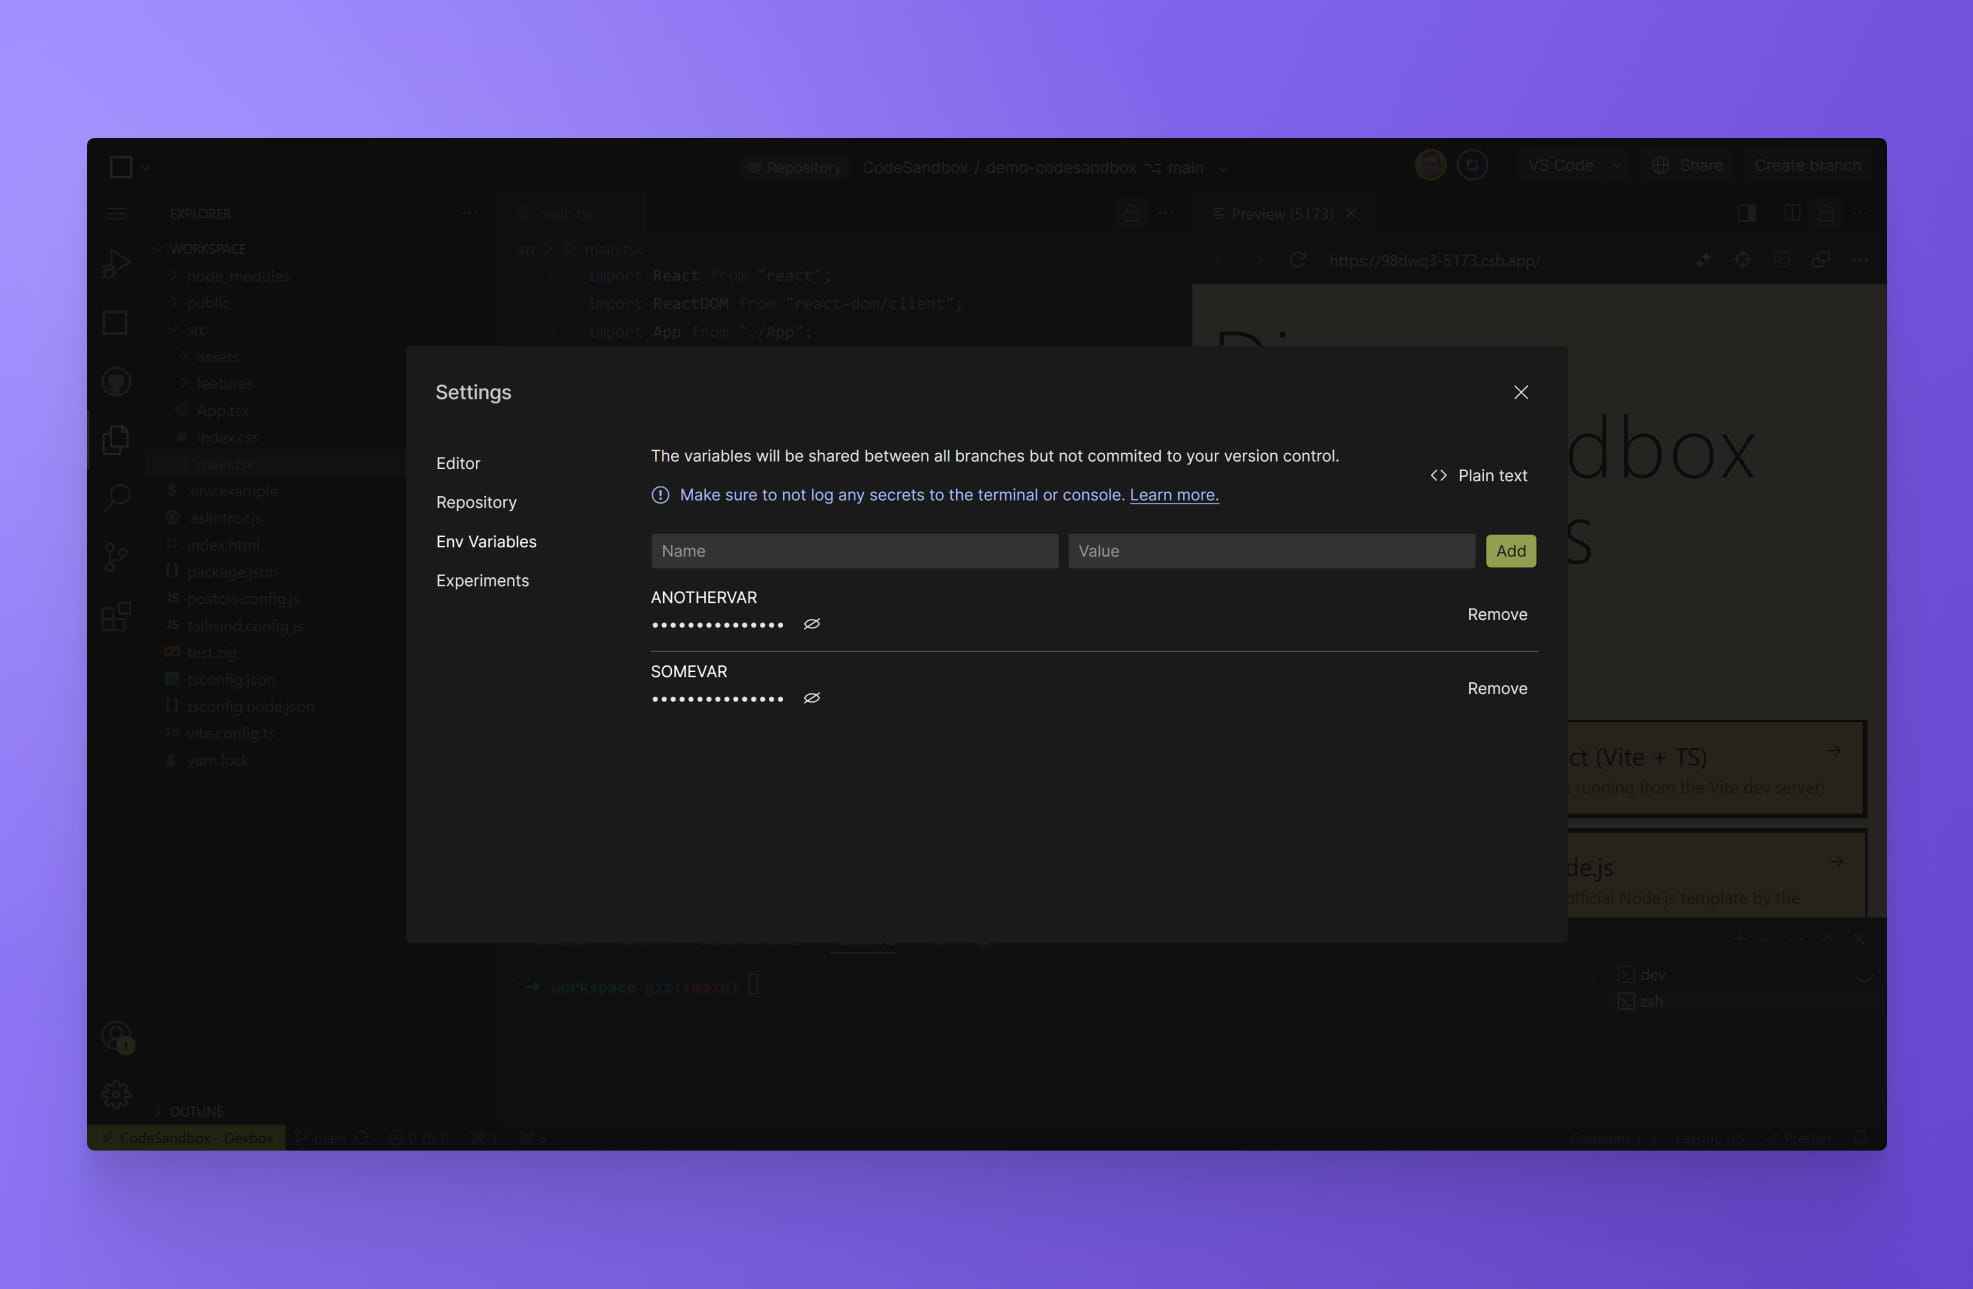 Repository CodeSandbox / demo-codesandbox main
VS Code Share Create branch
EXPLORER
WORKSPACE
node_modules
public
src
assets
features
App.tsx
index.css
main.tsx
.env.example
.eslintrc.cjs
index.html
package.json
postcss.config.js
tailwind.config.js
test.zig
tsconfig.json
tsconfig.node.json
vite.config.ts
yarn.lock
OUTLINE
main.tsx
src > main.tsx
1 import React from "react";
2 import ReactDOM from "react-dom/client";
3 import App from "./App";
Preview (5173)
https://98dwq3-5173.csb.app/
Settings
Editor
Repository
Env Variables
Experiments
The variables will be shared between all branches but not commited to your version control.
Make sure to not log any secrets to the terminal or console. Learn more.
<> Plain text
Name Value Add
ANOTHERVAR
•••••••••••••••
Remove
SOMEVAR
•••••••••••••••
Remove
dbox
s
ct (Vite + TS)
running from the Vite dev server!
de.js
official Node.js template by the
→ workspace git:(main)
dev
zsh
CodeSandbox - Devbox main 0 0 1 3
Codeium: {..} Layout: US Prettier